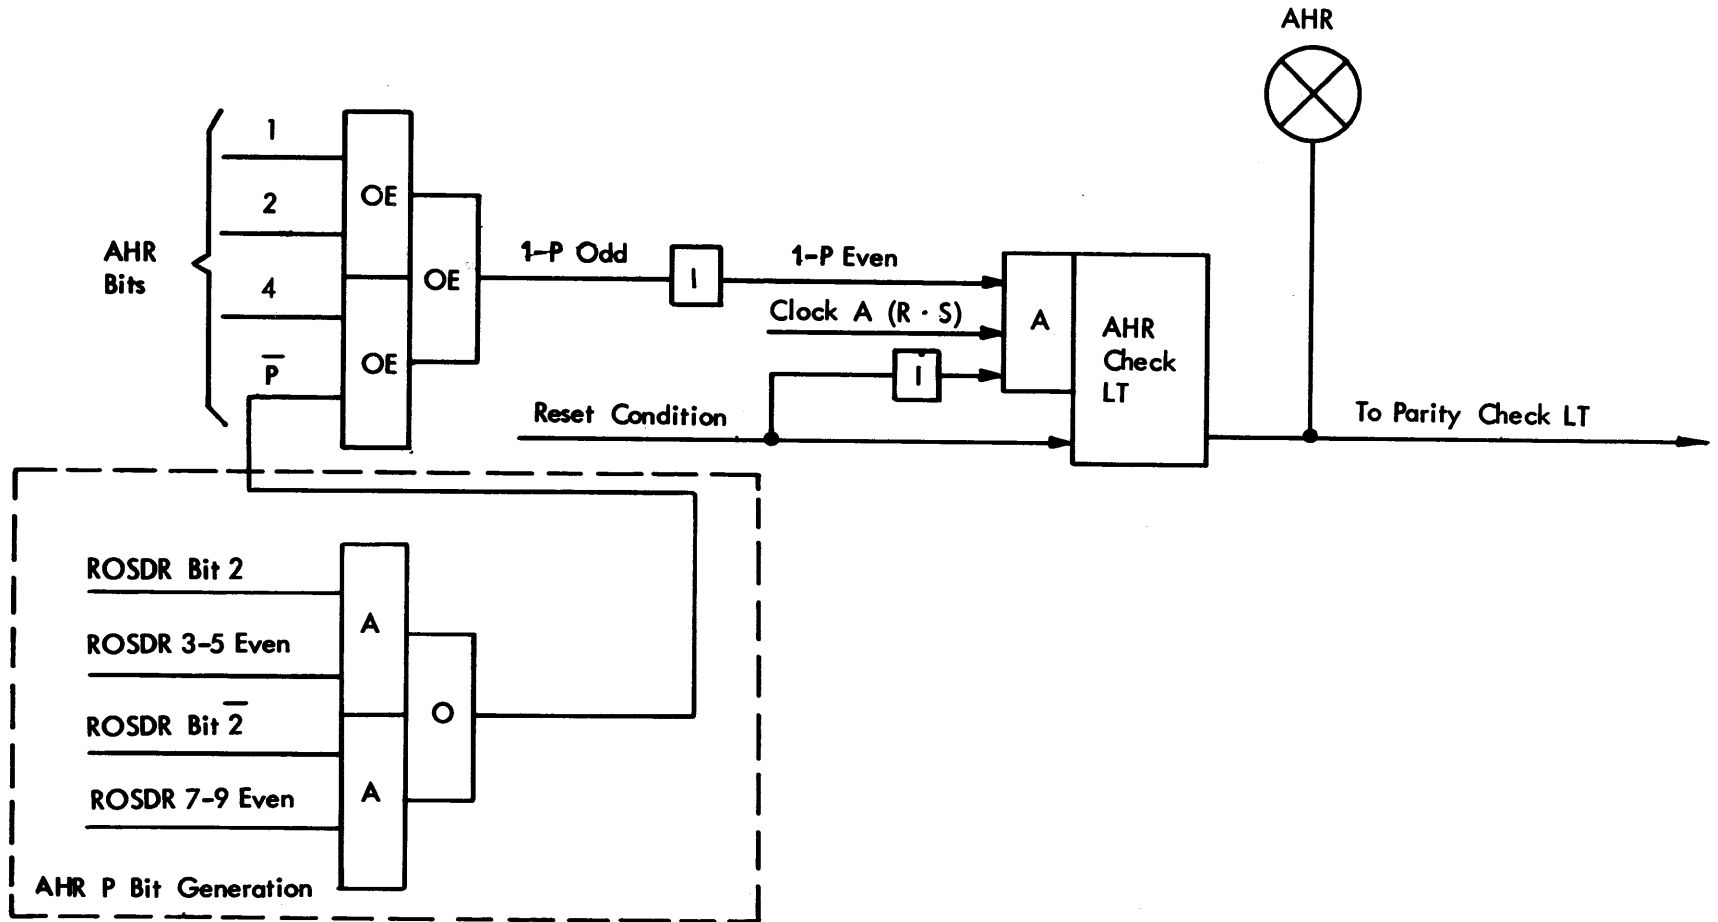 AHR
1
2
4
P̅
AHR
Bits
OE
OE
OE
1-P Odd
I
1-P Even
Clock A (R · S)
I
Reset Condition
A
AHR
Check
LT
To Parity Check LT
ROSDR Bit 2
ROSDR 3-5 Even
ROSDR Bit 2̅
ROSDR 7-9 Even
A
A
O
AHR P Bit Generation